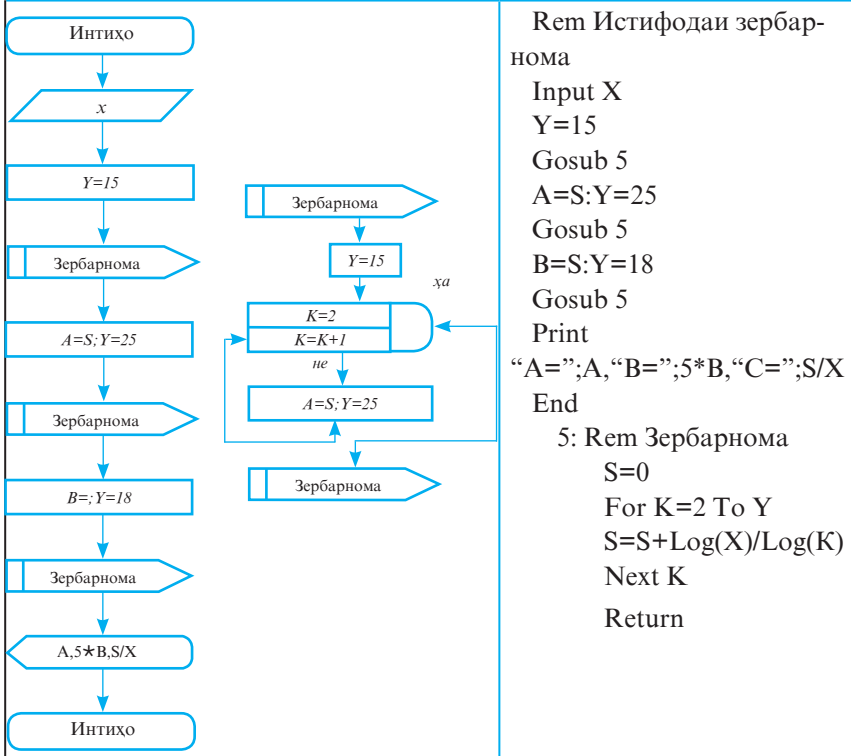 Интиҳо
x
Y=15
Зербарнома
A=S; Y=25
Зербарнома
B=; Y=18
Зербарнома
A,5*B,S/X
Интиҳо
Зербарнома
Y=15
ҳа
K=2
K=K+1
не
A=S; Y=25
Зербарнома
Rem Истифодаи зербар-
нома
Input X
Y=15
Gosub 5
A=S:Y=25
Gosub 5
B=S:Y=18
Gosub 5
Print
“A=”;A,“B=”;5*B,“C=”;S/X
End
5: Rem Зербарнома
S=0
For K=2 To Y
S=S+Log(X)/Log(K)
Next K
Return